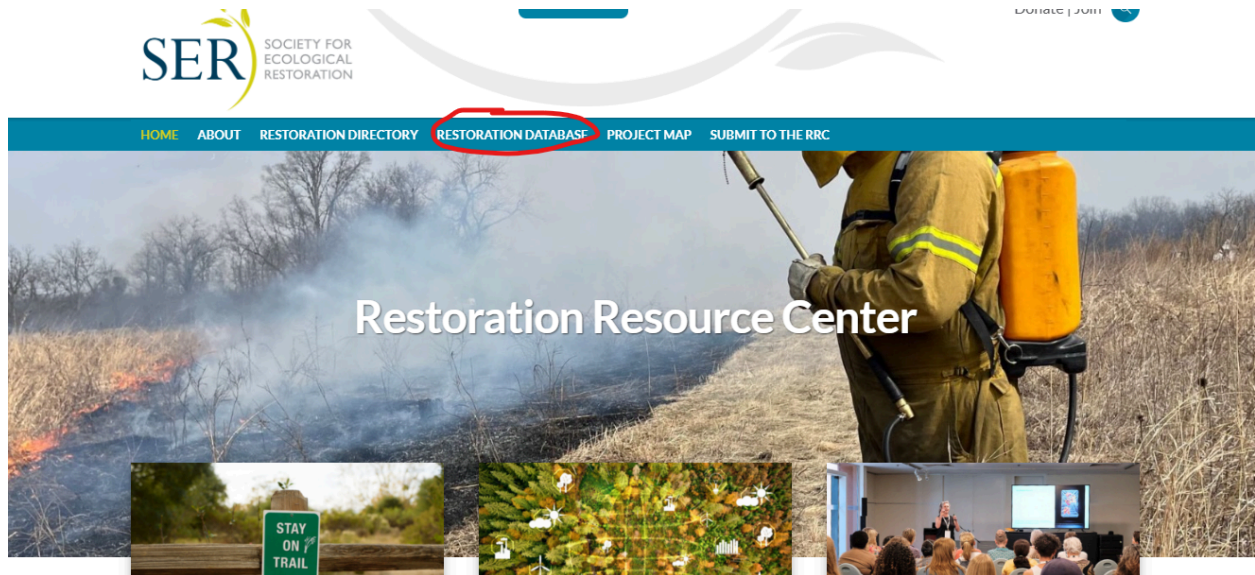 Donate | Join
SER
SOCIETY FOR
ECOLOGICAL
RESTORATION
HOME ABOUT RESTORATION DIRECTORY RESTORATION DATABASE PROJECT MAP SUBMIT TO THE RRC
Restoration Resource Center
STAY
ON
TRAIL